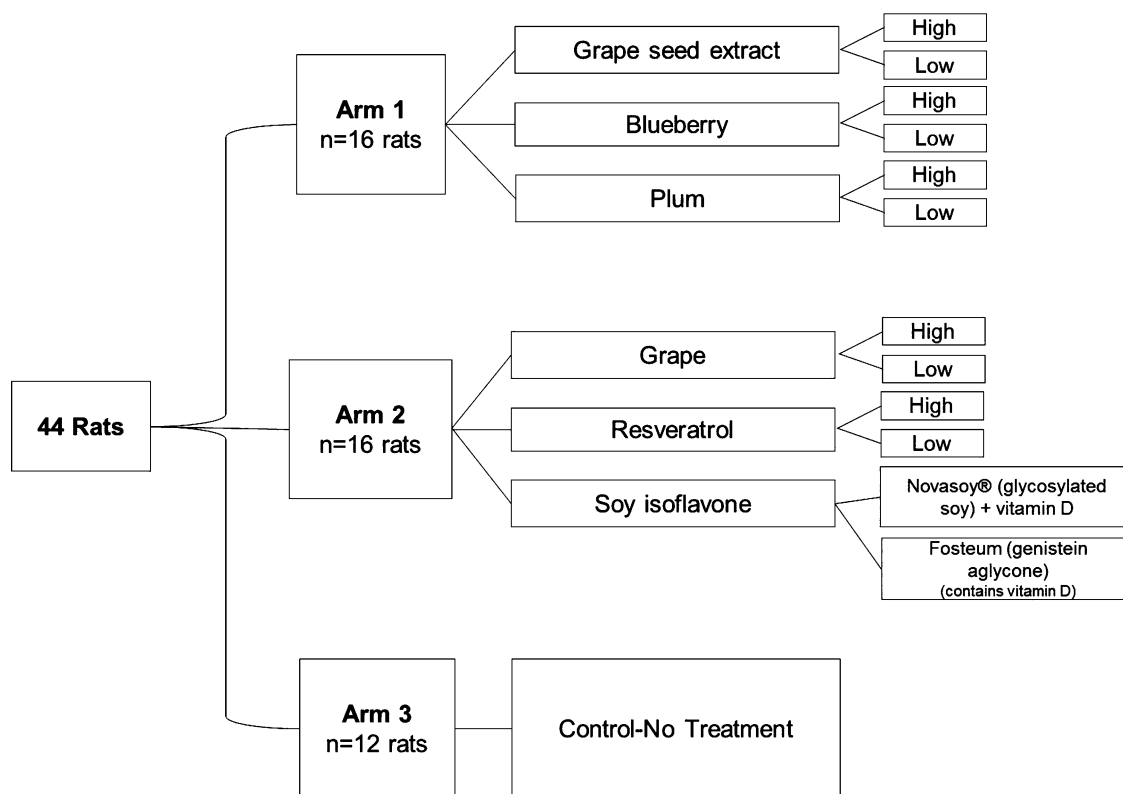 44 Rats
Arm 1
n=16 rats
Grape seed extract
High
Low
Blueberry
High
Low
Plum
High
Low
Arm 2
n=16 rats
Grape
High
Low
Resveratrol
High
Low
Soy isoflavone
Novasoy® (glycosylated
soy) + vitamin D
Fosteum (genistein
aglycone)
(contains vitamin D)
Arm 3
n=12 rats
Control-No Treatment